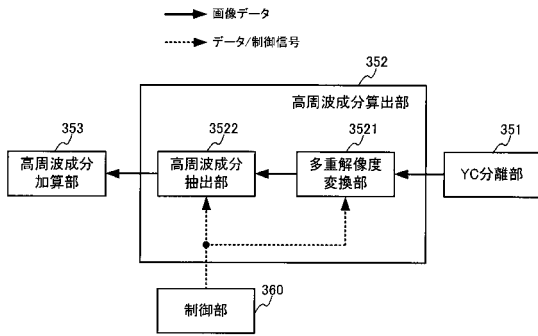 画像データ
データ/制御信号
352
高周波成分算出部
353
3522
3521
351
高周波成分
加算部
高周波成分
抽出部
多重解像度
変換部
YC分離部
制御部
360